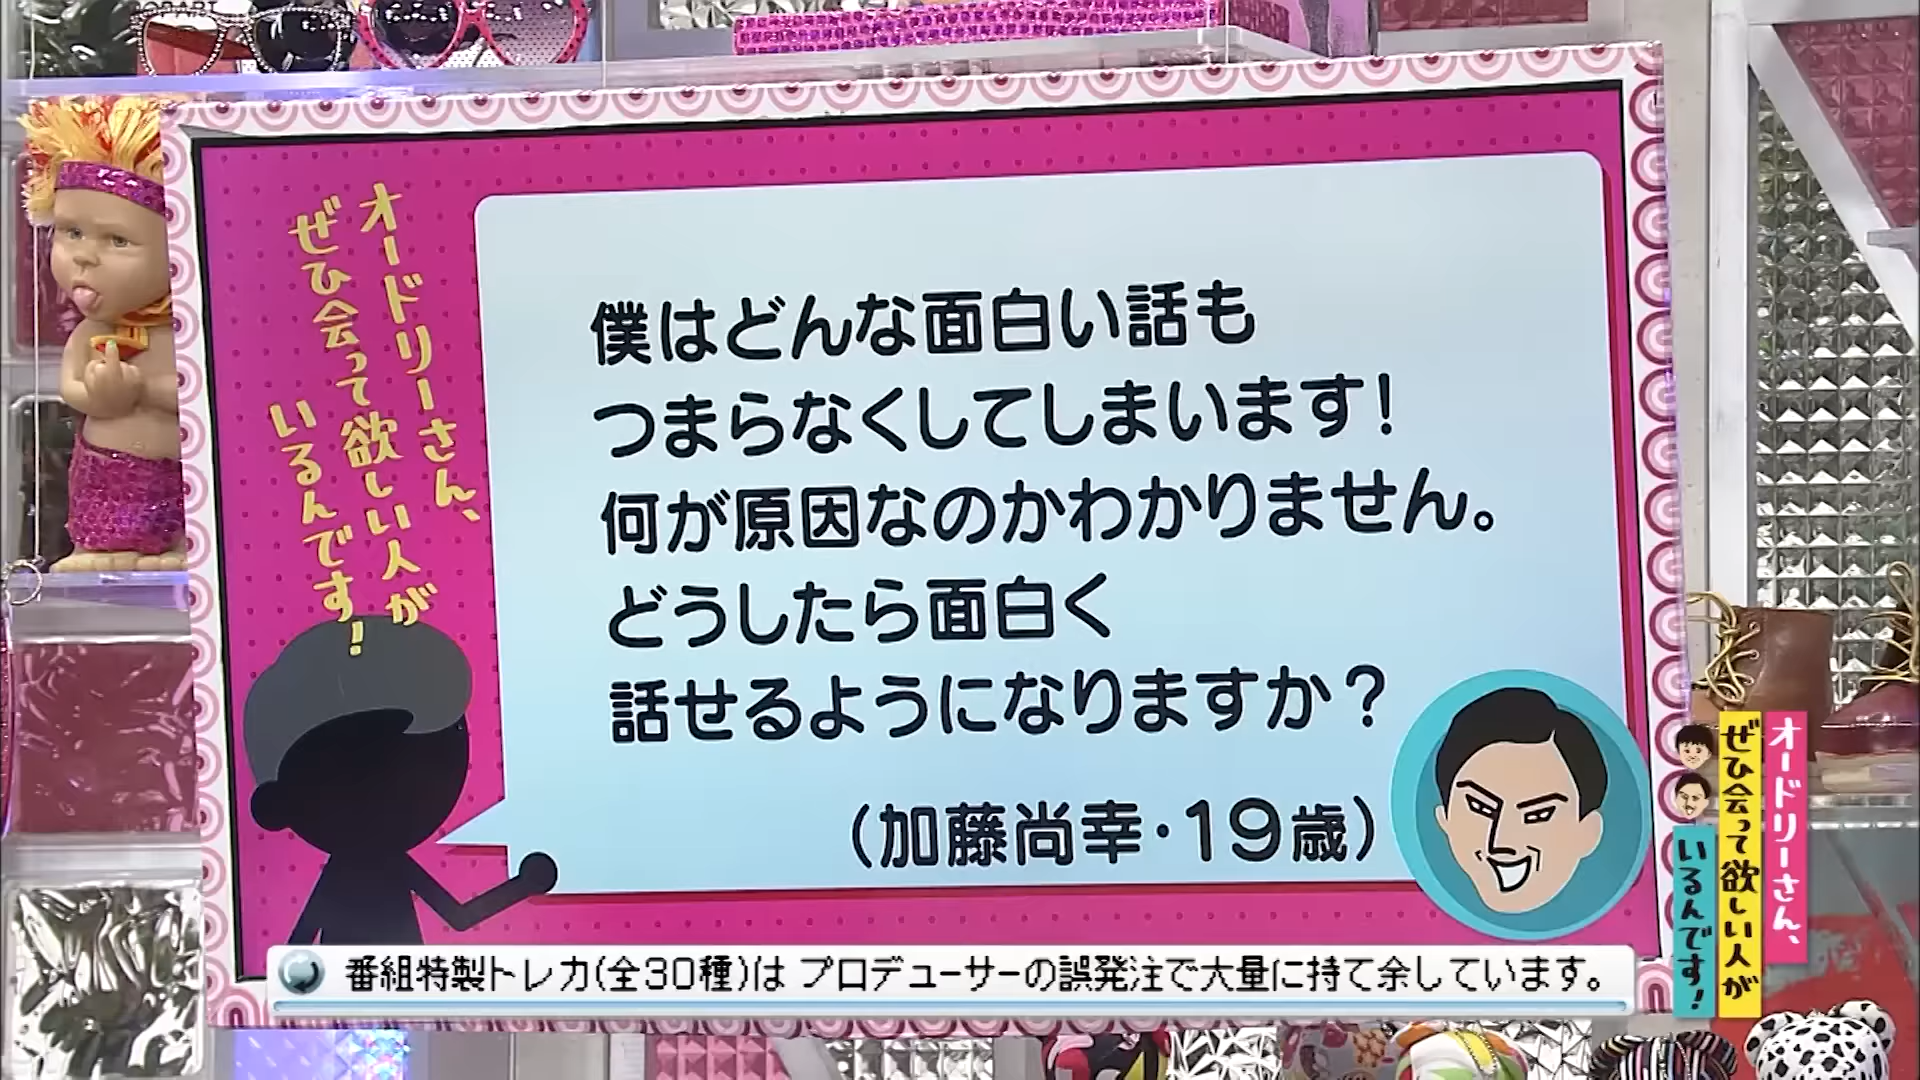 オードリーさん、
ぜひ会って欲しい人が
いるんです!
僕はどんな面白い話も
つまらなくしてしまいます!
何が原因なのかわかりません。
どうしたら面白く
話せるようになりますか?
(加藤尚幸・19歳)
番組特製トレカ(全30種)は プロデューサーの誤発注で大量に持て余しています。
オードリーさん、
ぜひ会って欲しい人が
いるんです!